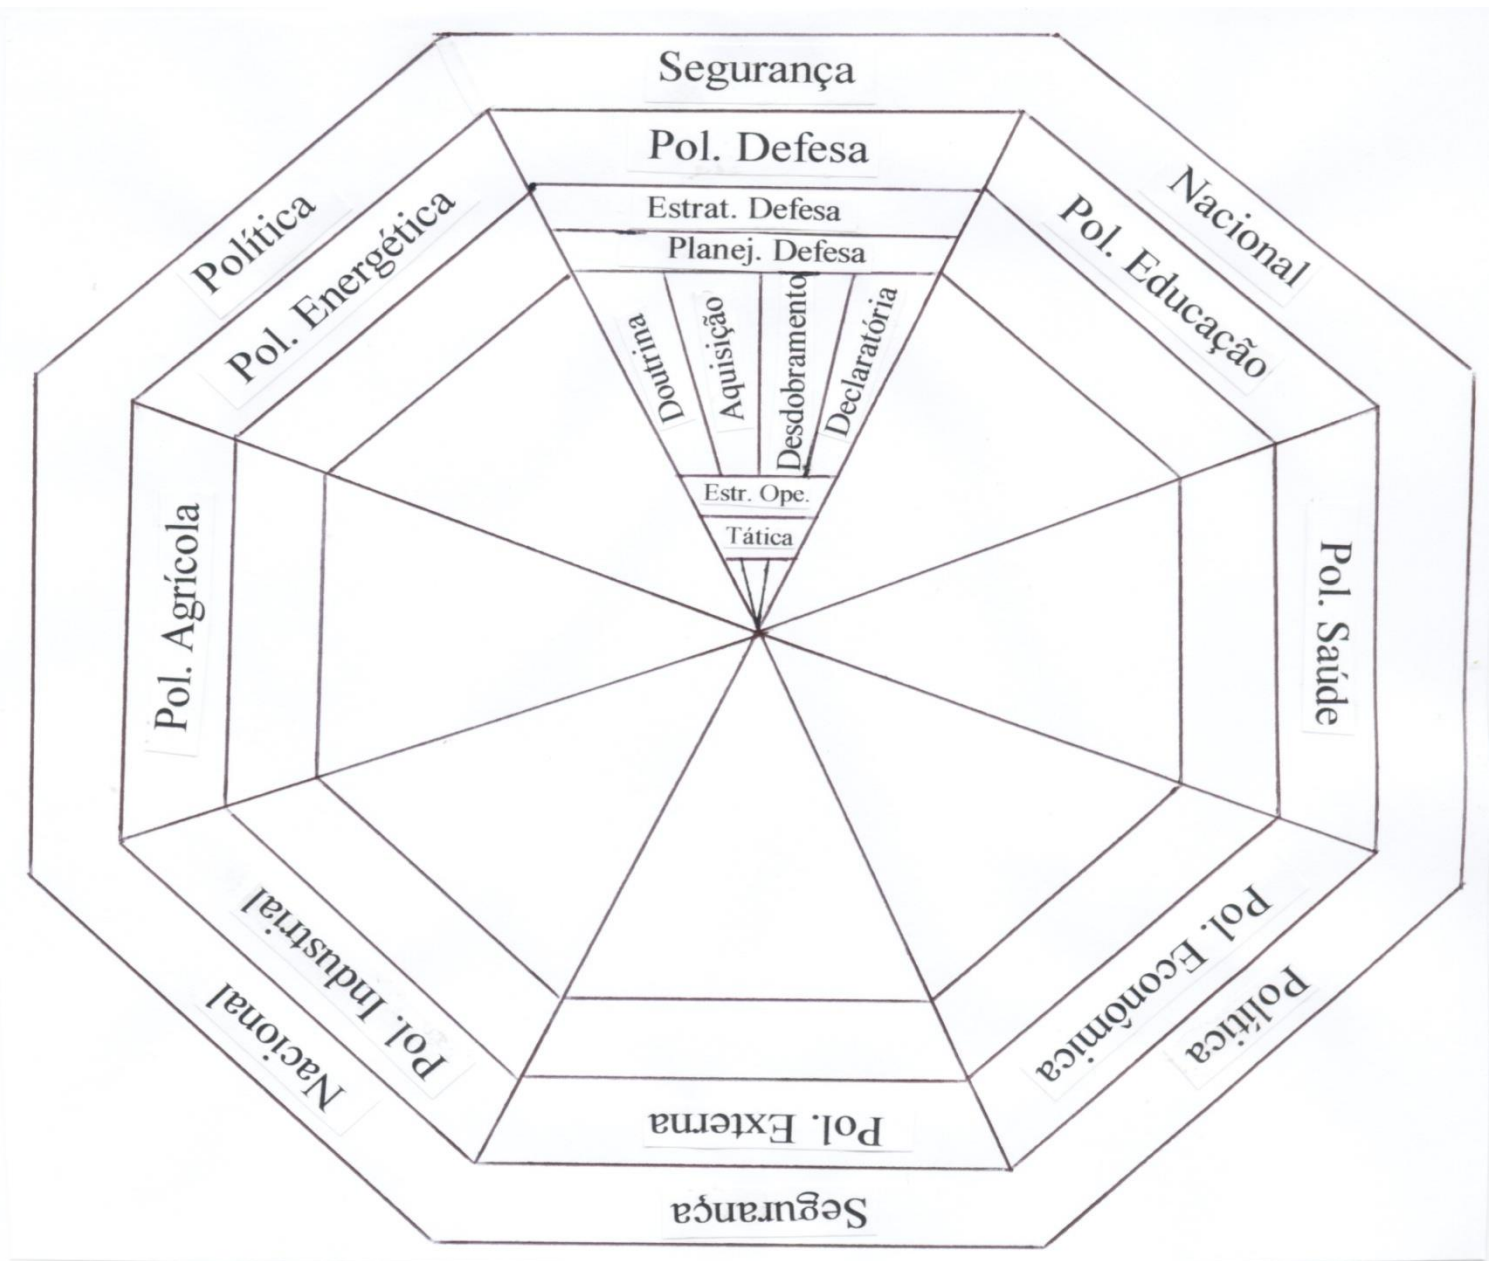 Segurança
Pol. Defesa
Estrat. Defesa
Planej. Defesa
Doutrina
Aquisição
Desdobramento
Declaratória
Estr. Ope.
Tática
Nacional
Pol. Educação
Pol. Saúde
Pol. Econômica
Política
Pol. Externa
Segurança
Pol. Industrial
Nacional
Pol. Agrícola
Pol. Energética
Política